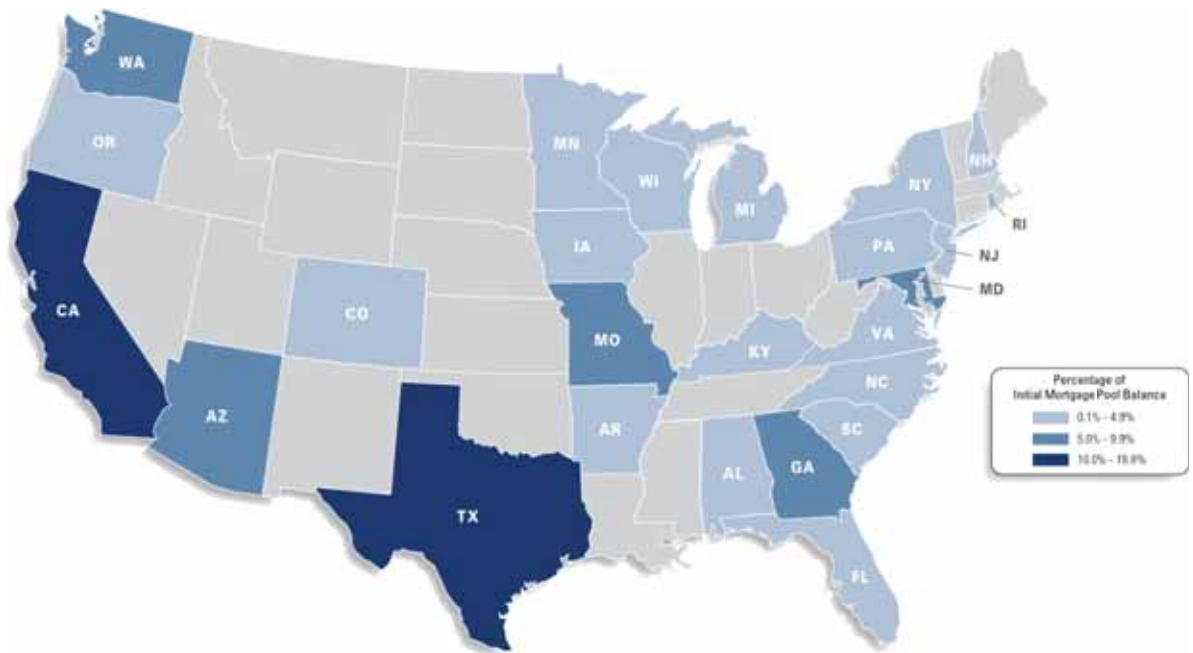 WA
OR
MN
NH
WI
NY
MI
RI
IA
PA
NJ
MD
CA
CO
MO
KY
VA
NC
AZ
AR
SC
AL
GA
TX
FL
Percentage of
Initial Mortgage Pool Balance
0.1% - 4.9%
5.0% - 9.9%
10.0% - 19.8%